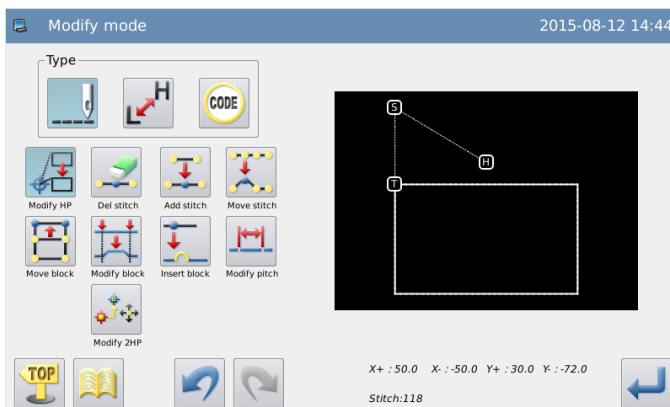 Modify mode 2015-08-12 14:44
Type
L H CODE
Modify HP Del stitch Add stitch Move stitch
Move block Modify block Insert block Modify pitch
Modify 2HP
S
H
T
TOP
X+ : 50.0 X- : -50.0 Y+ : 30.0 Y- : -72.0
Stitch:118